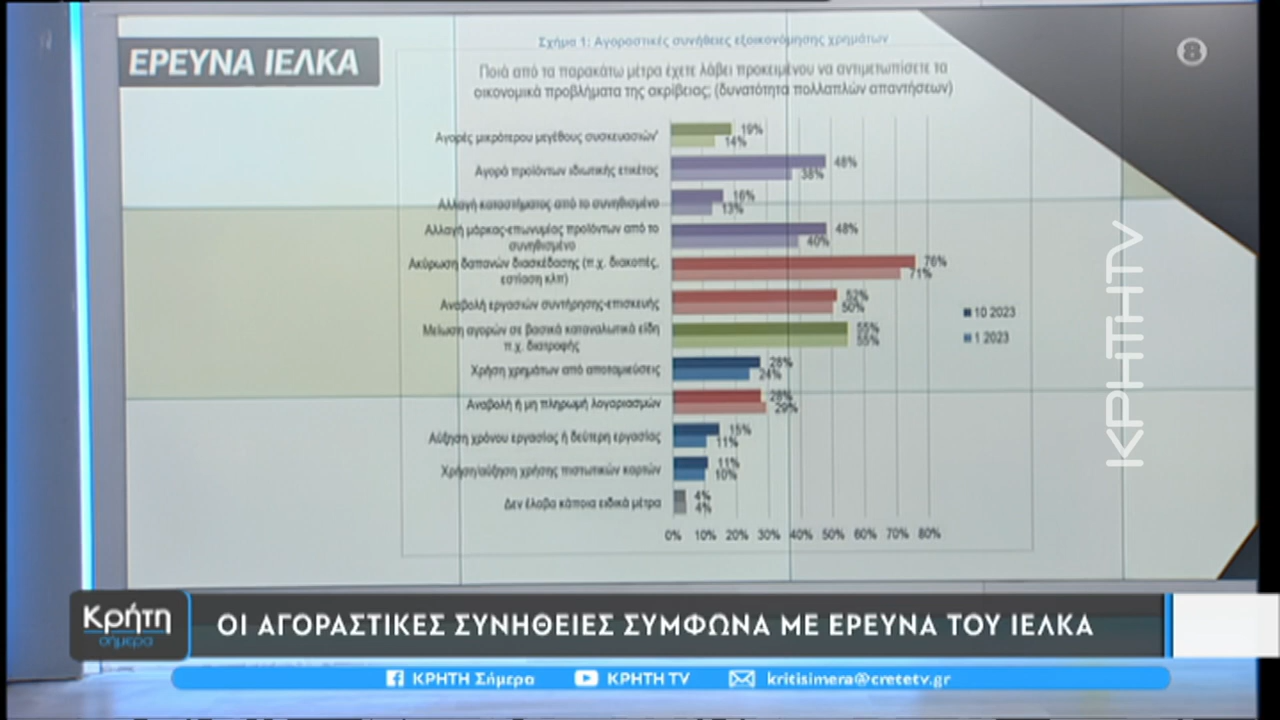 ΕΡΕΥΝΑ ΙΕΛΚΑ
8
Σχήμα 1: Αγοραστικές συνήθειες εξοικονόμησης χρημάτων
Ποιά από τα παρακάτω μέτρα έχετε λάβει προκειμένου να αντιμετωπίσετε τα
οικονομικά προβλήματα της ακρίβειας; (δυνατότητα πολλαπλών απαντήσεων)
Αγορές μικρότερου μεγέθους συσκευασιών'
19%
14%
Αγορά προϊόντων ιδιωτικής ετικέτας
48%
38%
Αλλαγή καταστήματος από το συνηθισμένο
16%
13%
Αλλαγή μάρκας-επωνυμίας προϊόντων από το
συνηθισμένο
48%
40%
Ακύρωση δαπανών διασκέδασης (π.χ. διακοπές,
εστίαση κλπ)
76%
71%
Αναβολή εργασιών συντήρησης-επισκευής
52%
50%
Μείωση αγορών σε βασικά καταναλωτικά είδη
π.χ. διατροφής
55%
55%
Χρήση χρημάτων από αποταμιεύσεις
28%
24%
Αναβολή ή μη πληρωμή λογαριασμών
28%
29%
Αύξηση χρόνου εργασίας ή δεύτερη εργασίας
15%
11%
Χρήση/αύξηση χρήσης πιστωτικών καρτών
11%
10%
Δεν έλαβα κάποια ειδικά μέτρα
4%
4%
0% 10% 20% 30% 40% 50% 60% 70% 80%
10 2023
1 2023
ΚΡΗΤΗTV
Κρήτη
σήμερα
ΟΙ ΑΓΟΡΑΣΤΙΚΕΣ ΣΥΝΗΘΕΙΕΣ ΣΥΜΦΩΝΑ ΜΕ ΕΡΕΥΝΑ ΤΟΥ ΙΕΛΚΑ
ΚΡΗΤΗ Σήμερα ΚΡΗΤΗ TV kritisimera@cretetv.gr